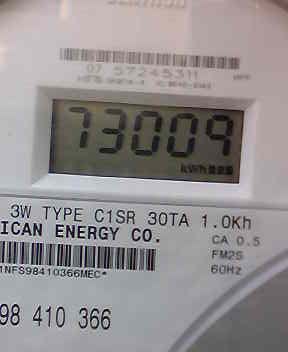 07 57245311
73009
kWh
3W TYPE C1SR 30TA 1.0Kh
ICAN ENERGY CO.
CA 0.5
FM2S
1NFS98410366MEC*
60Hz
98 410 366